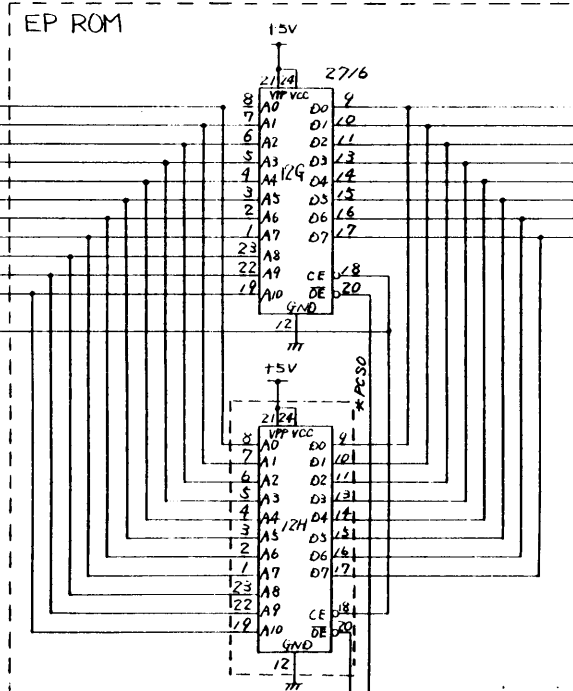 EP ROM
+5V
2716
21 24
VPP VCC
8 A0 D0 9
7 A1 D1 10
6 A2 D2 11
5 A3 D3 13
4 A4 12G D4 14
3 A5 D5 15
2 A6 D6 16
1 A7 D7 17
23 A8
22 A9 CE 18
19 A10 OE 20
GND
12
+5V
*PCS0
21 24
VPP VCC
8 A0 D0 9
7 A1 D1 10
6 A2 D2 11
5 A3 D3 13
4 A4 D4 14
3 A5 12H D5 15
2 A6 D6 16
1 A7 D7 17
23 A8
22 A9 CE 18
19 A10 OE 20
GND
12